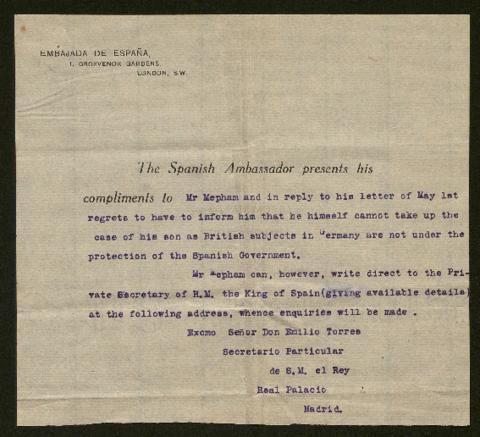 EMBAJADA DE ESPAÑA,
1, GROSVENOR GARDENS,
LONDON, S.W.
The Spanish Ambassador presents his
compliments to Mr Mepham and in reply to his letter of May 1st
regrets to have to inform him that he himself cannot take up the
case of his son as British subjects in Germany are not under the
protection of the Spanish Government.
Mr Mepham can, however, write direct to the Pri-
vate Secretary of H.M. the King of Spain(giving available details)
at the following address, whence enquiries will be made .
Excmo Señor Don Emilio Torres
Secretario Particular
de S.M. el Rey
Real Palacio
Madrid.